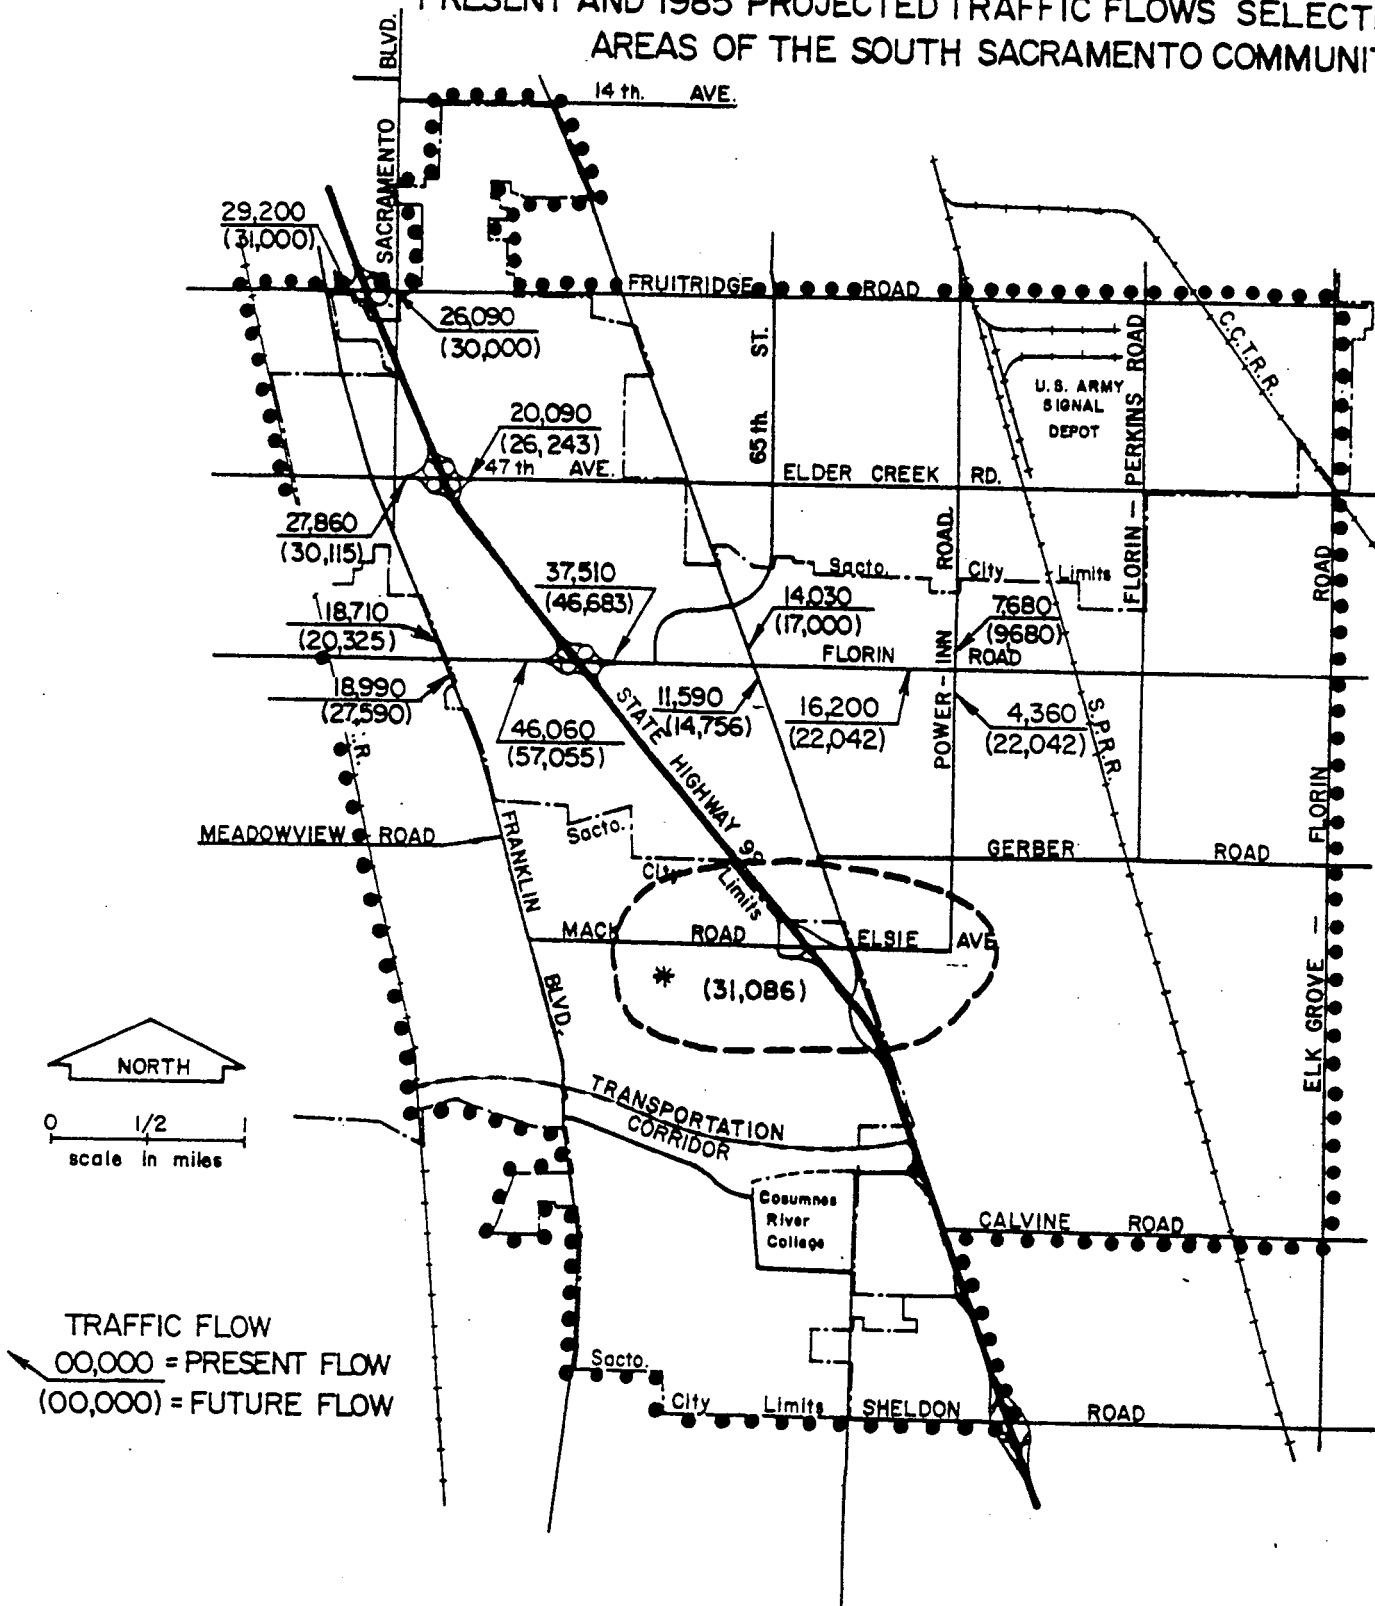 PRESENT AND 1985 PROJECTED TRAFFIC FLOWS SELECT
AREAS OF THE SOUTH SACRAMENTO COMMUNI
SACRAMENTO BLVD.
14 th. AVE.
29,200
(31,000)
FRUITRIDGE ROAD
26,090
(30,000)
C.C.T.R.R.
U.S. ARMY
SIGNAL
DEPOT
FLORIN - PERKINS ROAD
65th. ST.
20,090
(26,243)
47th AVE.
ELDER CREEK RD.
27,860
(30,115)
Sacto. City Limits
37,510
(46,683)
14,030
(17,000)
7,680
(9680)
18,710
(20,325)
FLORIN ROAD
POWER-INN ROAD.
18,990
(27,590)
46,060
(57,055)
11,590
(14,756)
16,200
(22,042)
4,360
(22,042)
S.P.R.R.
R.
STATE HIGHWAY 99
MEADOWVIEW ROAD
FRANKLIN BLVD.
Sacto. City Limits
GERBER ROAD
ELK GROVE - FLORIN ROAD
MACK ROAD
ELSIE AVE
* (31,086)
NORTH
0 1/2 1
scale in miles
TRANSPORTATION
CORRIDOR
Cosumnes
River
College
CALVINE ROAD
TRAFFIC FLOW
00,000 = PRESENT FLOW
(00,000) = FUTURE FLOW
Sacto. City Limits
SHELDON ROAD